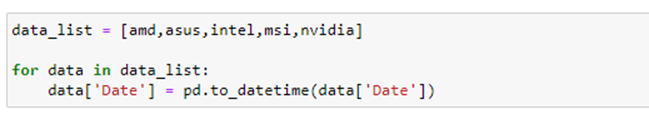 data_list = [amd,asus,intel,msi,nvidia]
for data in data_list:
    data['Date'] = pd.to_datetime(data['Date'])